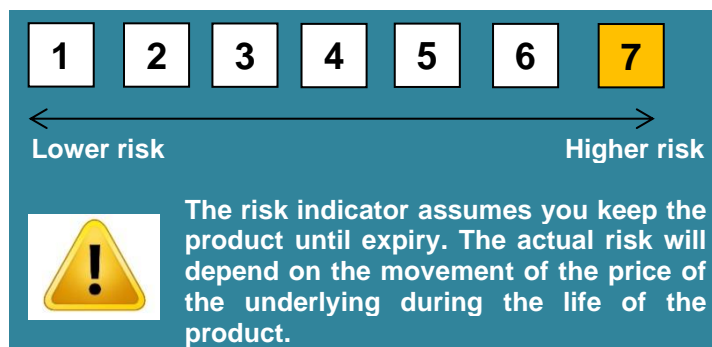 1 2 3 4 5 6 7
Lower risk Higher risk
The risk indicator assumes you keep the
product until expiry. The actual risk will
depend on the movement of the price of
the underlying during the life of the
product.